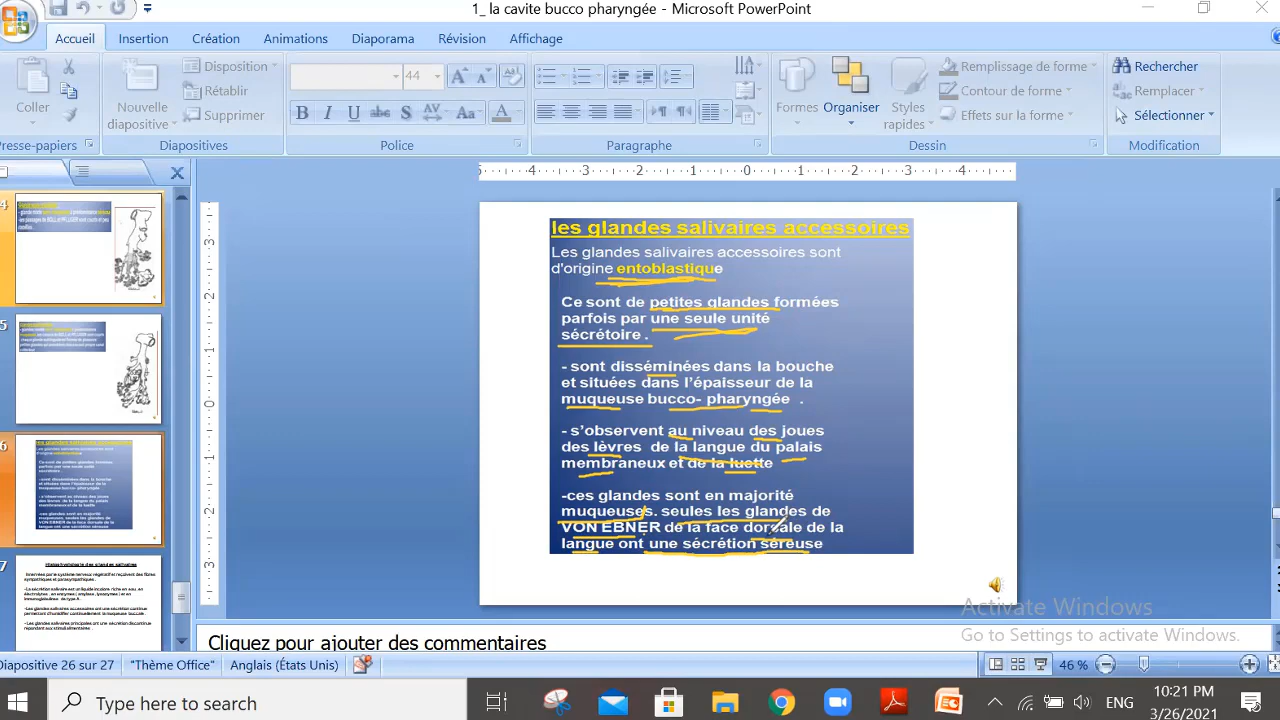 1_ la cavite bucco pharyngée - Microsoft PowerPoint
Accueil Insertion Création Animations Diaporama Révision Affichage
Coller
Presse-papiers
Nouvelle diapositive
Disposition
Rétablir
Supprimer
Diapositives
44
Police
Paragraphe
Formes
Organiser
Styles rapides
Remplissage de forme
Contour de forme
Effets sur la forme
Dessin
Rechercher
Remplacer
Sélectionner
Modification
les glandes salivaires accessoires
Les glandes salivaires accessoires sont
d'origine entoblastique
Ce sont de petites glandes formées
parfois par une seule unité
sécrétoire .
- sont disséminées dans la bouche
et situées dans l'épaisseur de la
muqueuse bucco- pharyngée .
- s'observent au niveau des joues
des lèvres de la langue du palais
membraneux et de la luette
-ces glandes sont en majorité
muqueuses. seules les glandes de
VON EBNER de la face dorsale de la
langue ont une sécrétion séreuse
Activate Windows
Go to Settings to activate Windows.
Cliquez pour ajouter des commentaires
Diapositive 26 sur 27 "Thème Office" Anglais (États Unis) 46 %
Type here to search
ENG
10:21 PM
3/26/2021